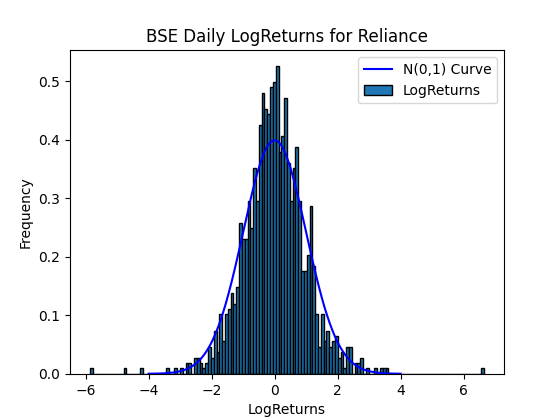 BSE Daily LogReturns for Reliance
N(0,1) Curve
LogReturns
0.5
0.4
0.3
0.2
0.1
0.0
Frequency
−6 −4 −2 0 2 4 6
LogReturns